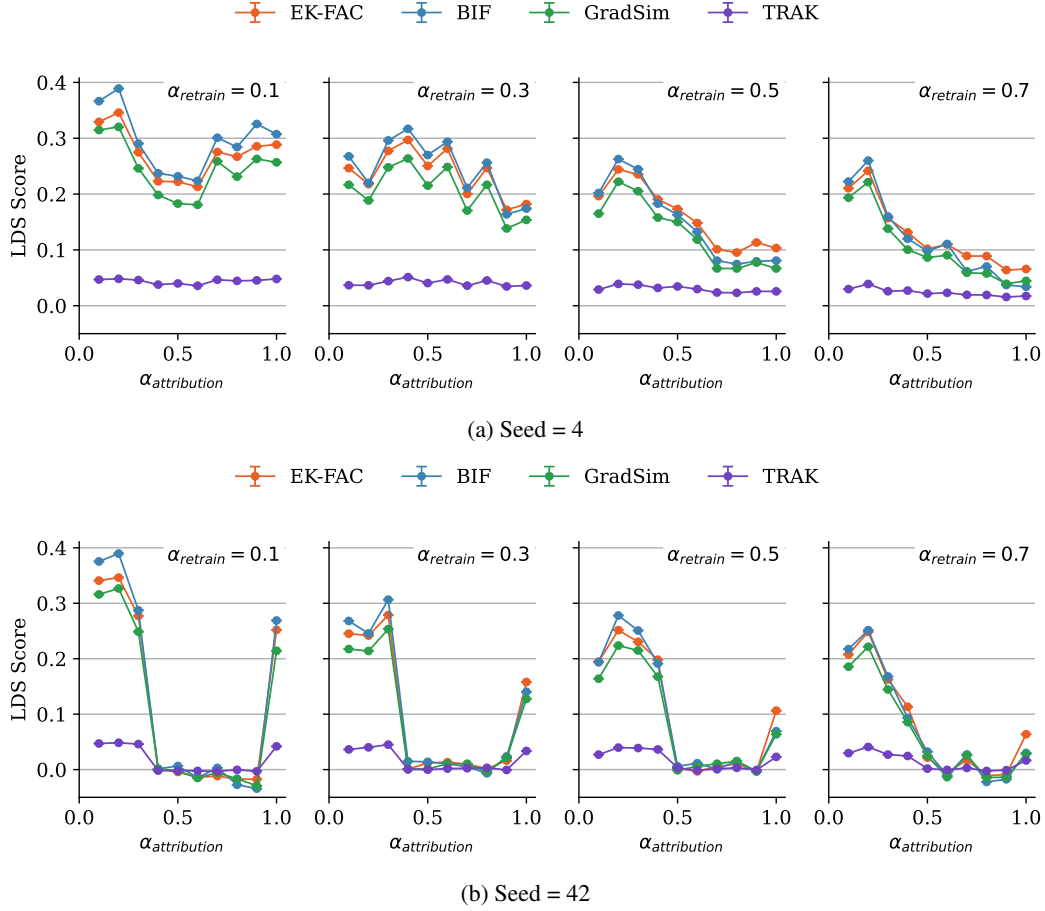 EK-FAC BIF GradSim TRAK
α_retrain = 0.1 α_retrain = 0.3 α_retrain = 0.5 α_retrain = 0.7
LDS Score
0.4
0.3
0.2
0.1
0.0
0.0 0.5 1.0 0.0 0.5 1.0 0.0 0.5 1.0 0.0 0.5 1.0
α_attribution α_attribution α_attribution α_attribution
(a) Seed = 4
EK-FAC BIF GradSim TRAK
α_retrain = 0.1 α_retrain = 0.3 α_retrain = 0.5 α_retrain = 0.7
LDS Score
0.4
0.3
0.2
0.1
0.0
0.0 0.5 1.0 0.0 0.5 1.0 0.0 0.5 1.0 0.0 0.5 1.0
α_attribution α_attribution α_attribution α_attribution
(b) Seed = 42